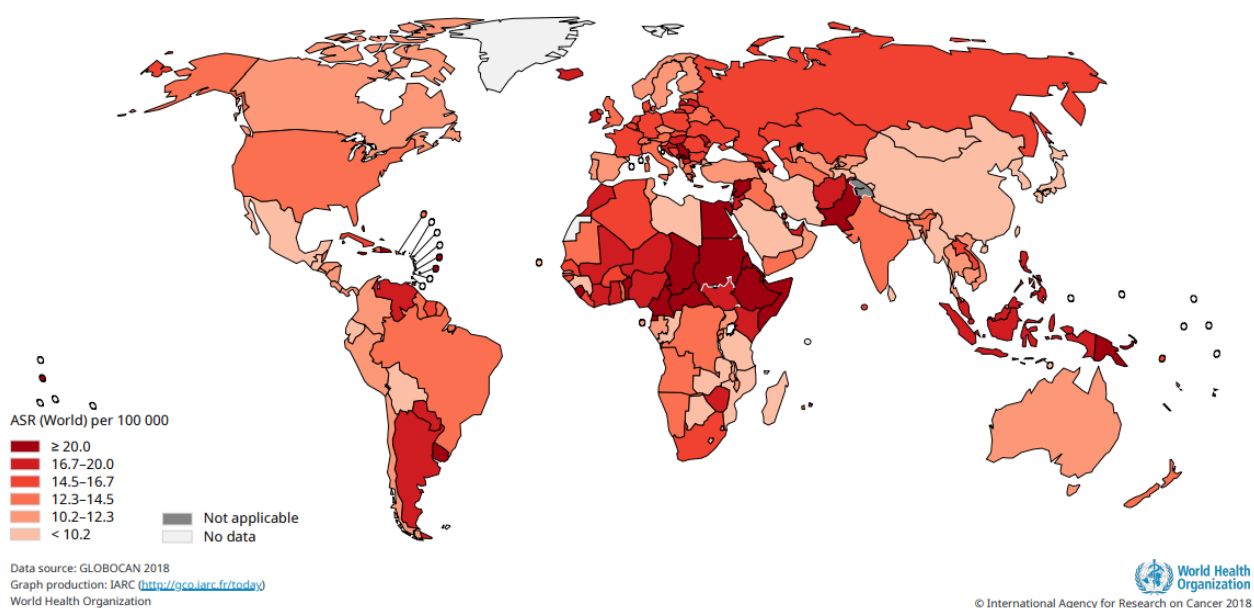 ASR (World) per 100 000
≥ 20.0
16.7–20.0
14.5–16.7
12.3–14.5
10.2–12.3
< 10.2
Not applicable
No data
Data source: GLOBOCAN 2018
Graph production: IARC (http://gco.iarc.fr/today)
World Health Organization
World Health
Organization
© International Agency for Research on Cancer 2018